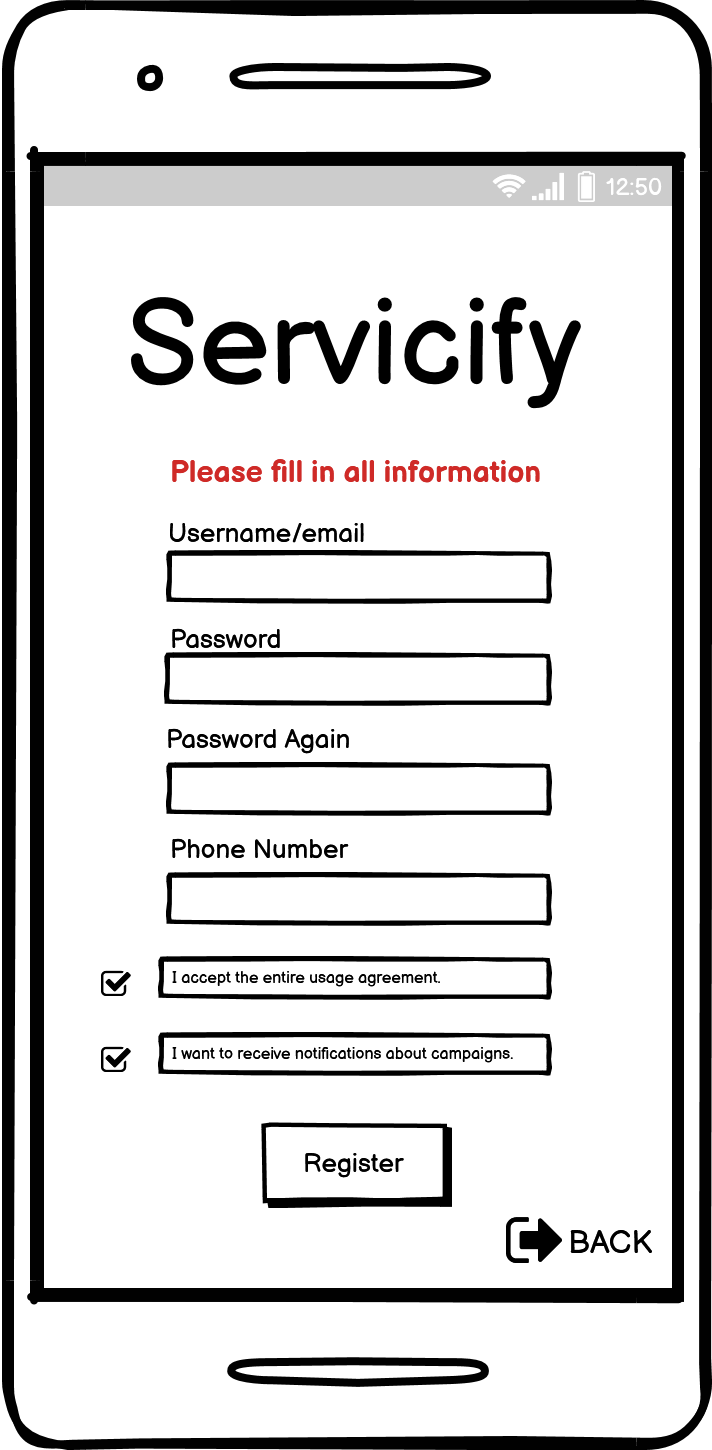 12:50
Servicify
Please fill in all information
Username/email
Password
Password Again
Phone Number
I accept the entire usage agreement.
I want to receive notifications about campaigns.
Register
BACK